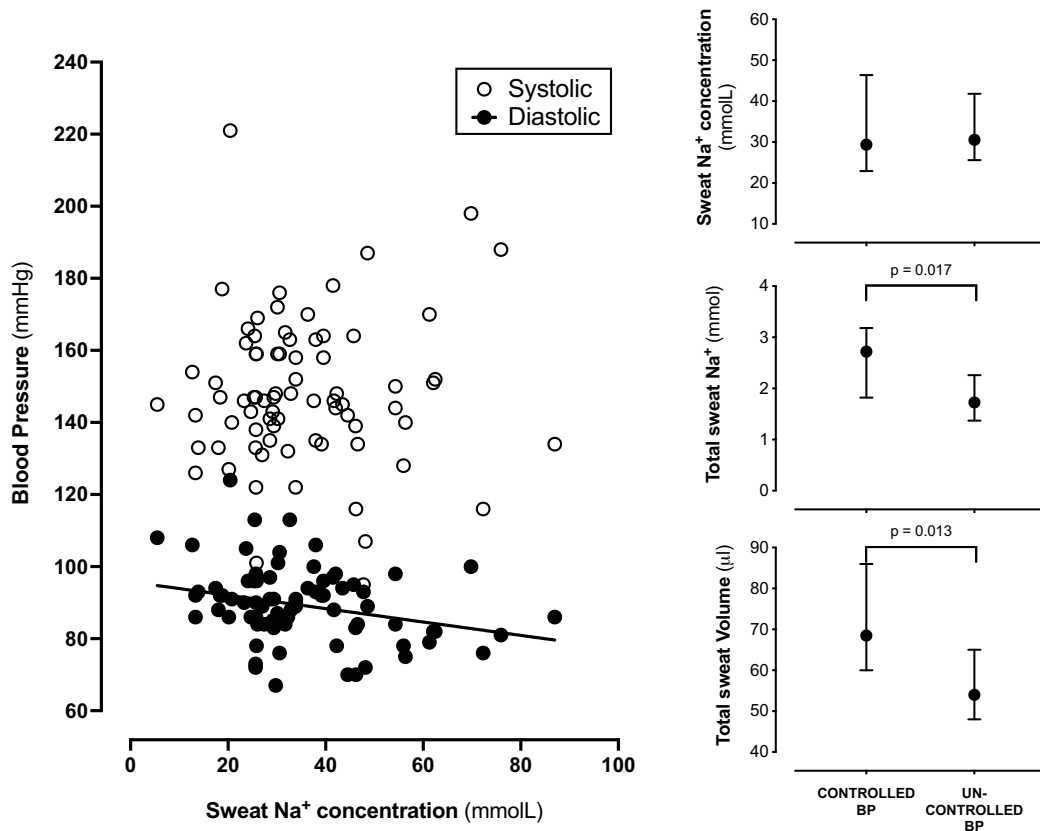 240
220
200
180
160
140
120
100
80
60
Blood Pressure (mmHg)
0 20 40 60 80 100
Sweat Na⁺ concentration (mmolL)
Systolic
Diastolic
60
50
40
30
20
10
Sweat Na⁺ concentration
(mmolL)
p = 0.017
4
3
2
1
0
Total sweat Na⁺ (mmol)
p = 0.013
90
80
70
60
50
40
Total sweat Volume (µl)
CONTROLLED
BP
UN-
CONTROLLED
BP